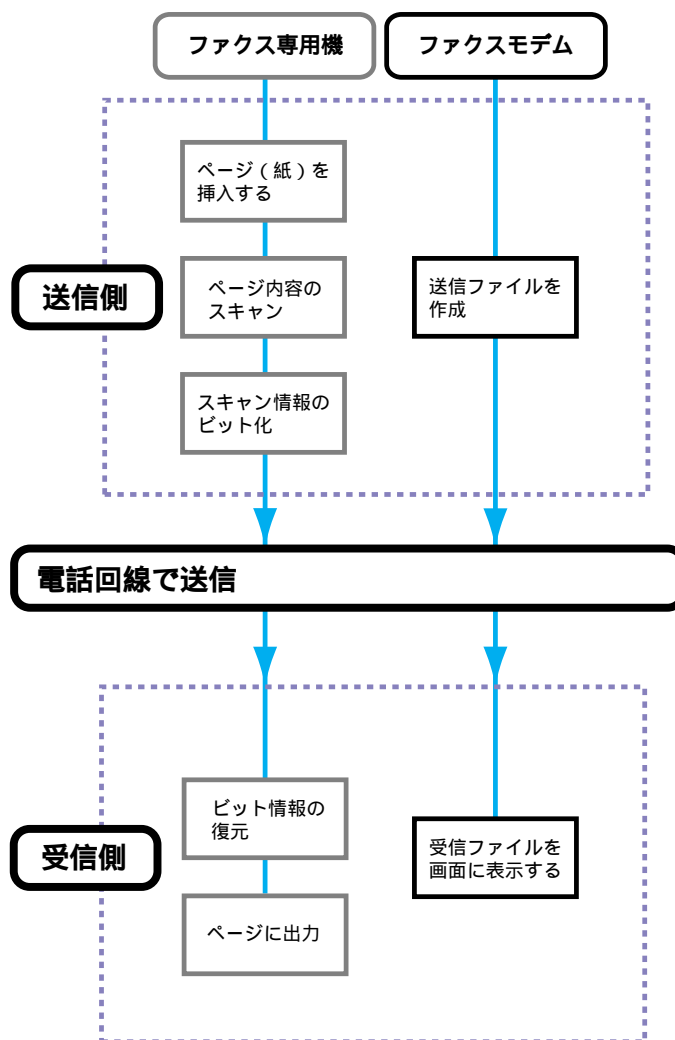 ファクス専用機
ファクスモデム
ページ（紙）を
挿入する
送信側
ページ内容の
スキャン
送信ファイルを
作成
スキャン情報の
ビット化
電話回線で送信
ビット情報の
復元
受信側
受信ファイルを
画面に表示する
ページに出力